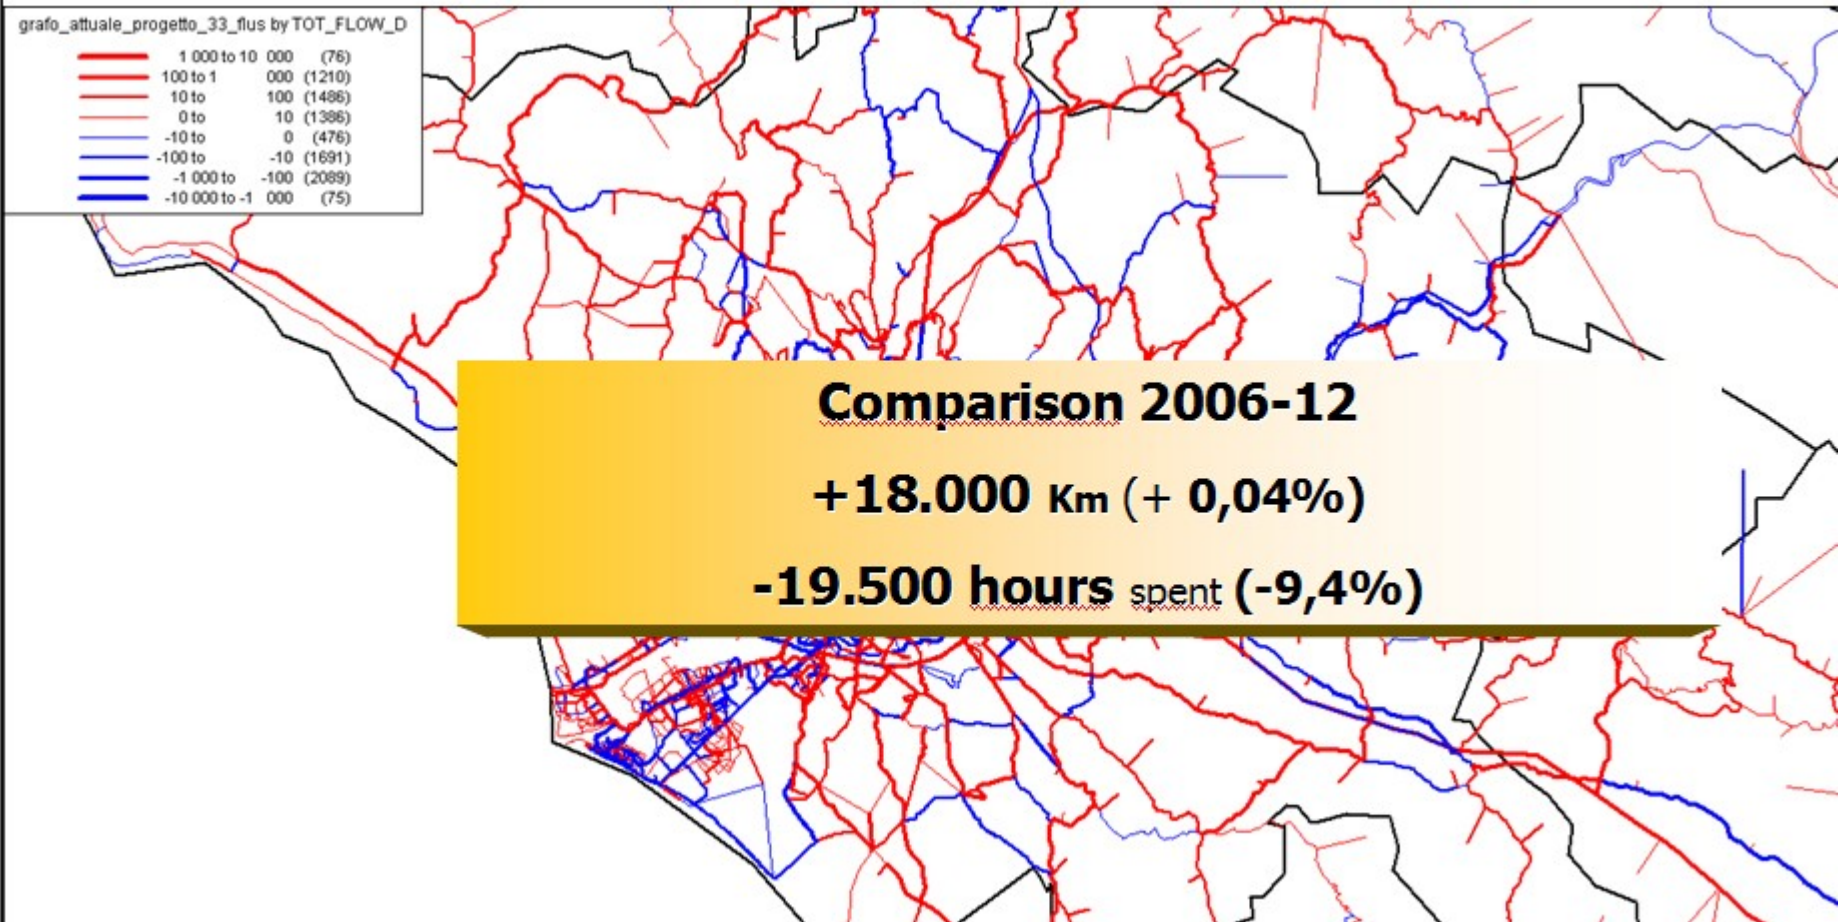 grafo_attuale_progetto_33_flus by TOT_FLOW_D
1 000 to 10 000 (76)
100 to 1 000 (1210)
10 to 100 (1486)
0 to 10 (1386)
-10 to 0 (476)
-100 to -10 (1691)
-1 000 to -100 (2089)
-10 000 to -1 000 (75)
Comparison 2006-12
+18.000 Km (+ 0,04%)
-19.500 hours spent (-9,4%)